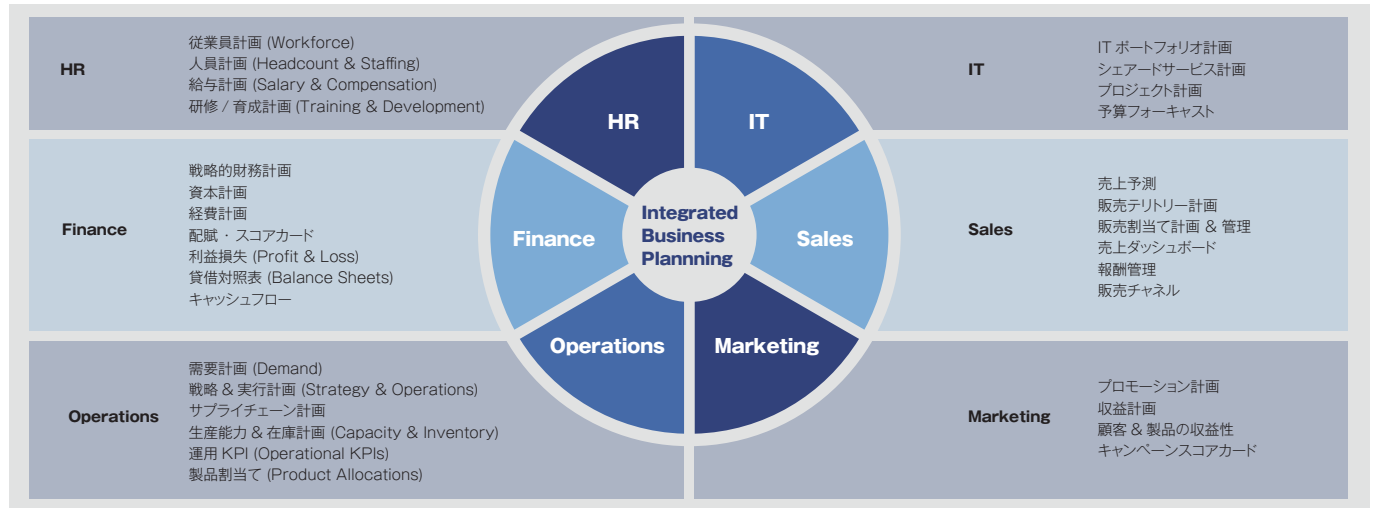 HR
従業員計画 (Workforce)
人員計画 (Headcount & Staffing)
給与計画 (Salary & Compensation)
研修 / 育成計画 (Training & Development)
Finance
戦略的財務計画
資本計画
経費計画
配賦・スコアカード
利益損失 (Profit & Loss)
貸借対照表 (Balance Sheets)
キャッシュフロー
Operations
需要計画 (Demand)
戦略 & 実行計画 (Strategy & Operations)
サプライチェーン計画
生産能力 & 在庫計画 (Capacity & Inventory)
運用 KPI (Operational KPIs)
製品割当て (Product Allocations)
HR
IT
Finance
Integrated
Business
Plannning
Sales
Operations
Marketing
IT
IT ポートフォリオ計画
シェアードサービス計画
プロジェクト計画
予算フォーキャスト
Sales
売上予測
販売テリトリー計画
販売割当て計画 & 管理
売上ダッシュボード
報酬管理
販売チャネル
Marketing
プロモーション計画
収益計画
顧客 & 製品の収益性
キャンペーンスコアカード